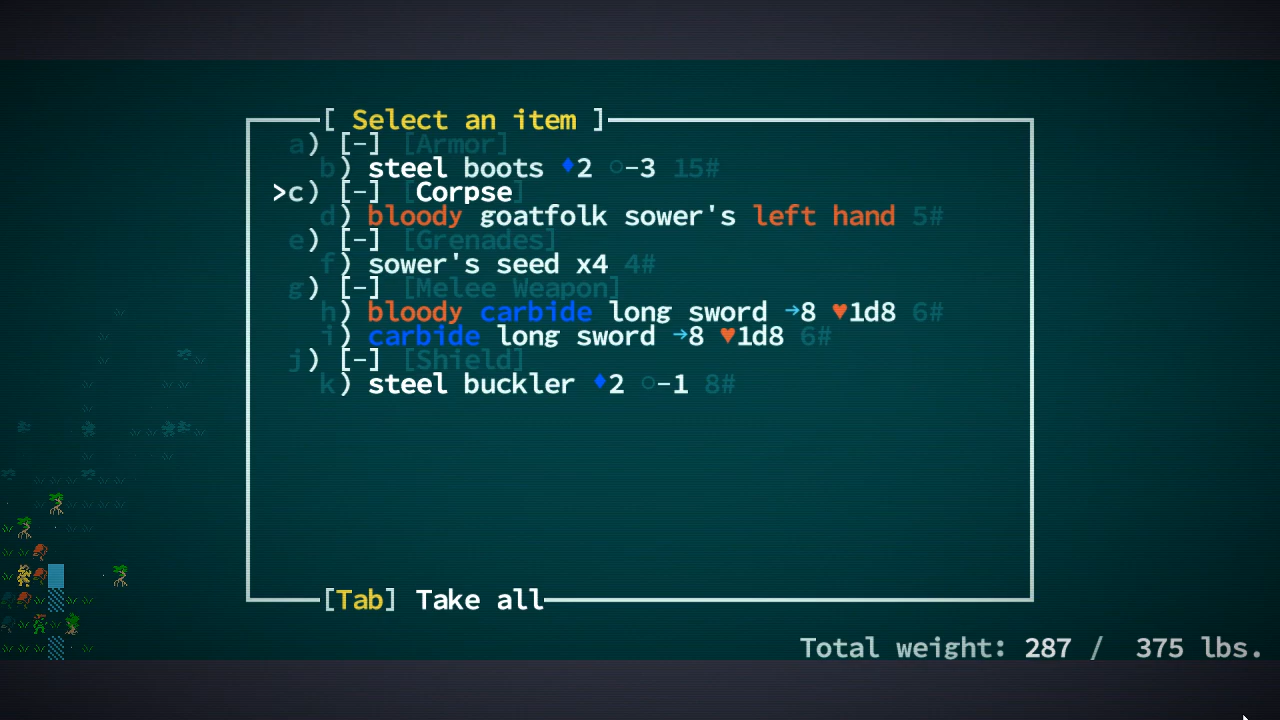 [ Select an item ]
a) [-] [Armor]
b) steel boots ♦2 ○-3 15#
>c) [-] [Corpse]
d) bloody goatfolk sower's left hand 5#
e) [-] [Grenades]
f) sower's seed x4 4#
g) [-] [Melee Weapon]
h) bloody carbide long sword →8 ♥1d8 6#
i) carbide long sword →8 ♥1d8 6#
j) [-] [Shield]
k) steel buckler ♦2 ○-1 8#
[Tab] Take all
Total weight: 287 / 375 lbs.